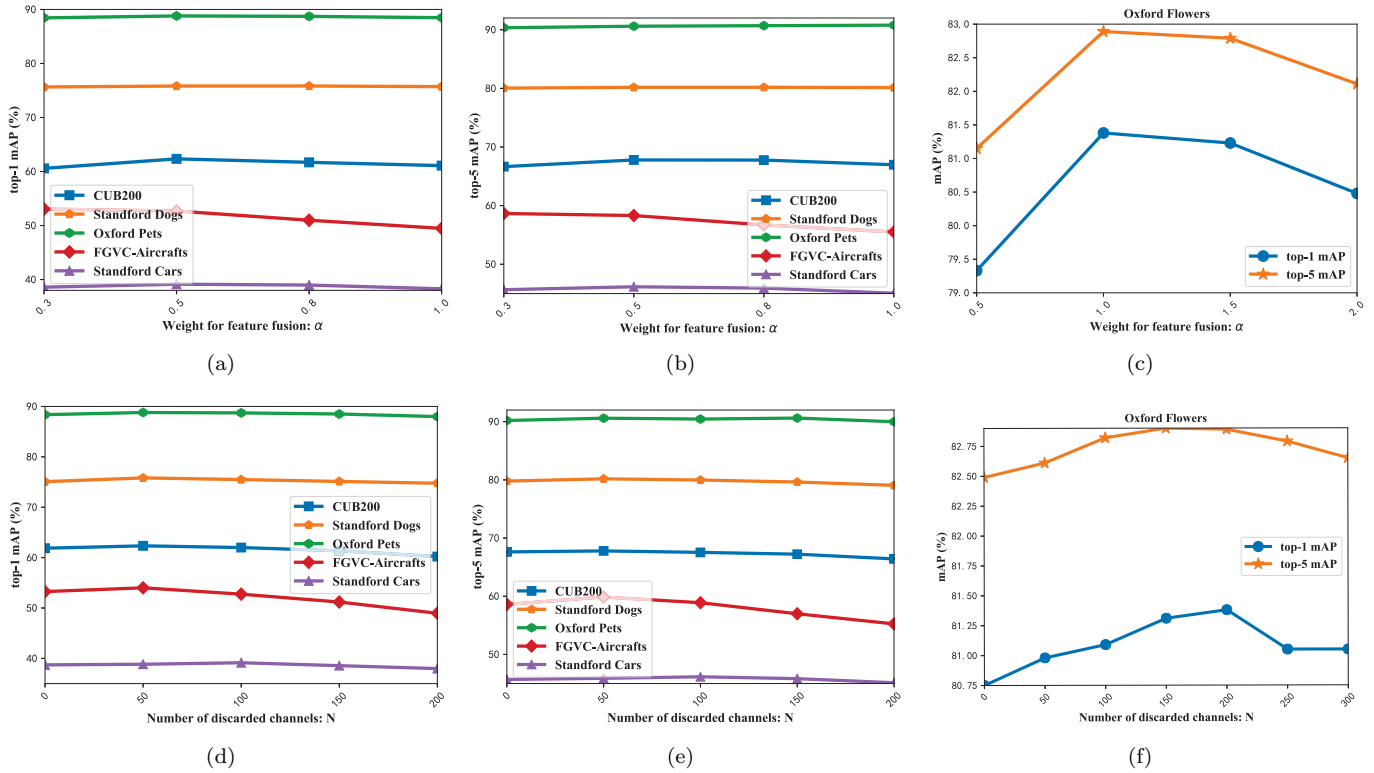 90
80
70
60
50
40
top-1 mAP (%)
CUB200
Standford Dogs
Oxford Pets
FGVC-Aircrafts
Standford Cars
0.3
0.5
0.8
1.0
Weight for feature fusion: α
(a)
90
80
70
60
50
top-5 mAP (%)
CUB200
Standford Dogs
Oxford Pets
FGVC-Aircrafts
Standford Cars
0.3
0.5
0.8
1.0
Weight for feature fusion: α
(b)
Oxford Flowers
83.0
82.5
82.0
81.5
81.0
80.5
80.0
79.5
79.0
mAP (%)
top-1 mAP
top-5 mAP
0.5
1.0
1.5
2.0
Weight for feature fusion: α
(c)
90
80
70
60
50
40
top-1 mAP (%)
CUB200
Standford Dogs
Oxford Pets
FGVC-Aircrafts
Standford Cars
0
50
100
150
200
Number of discarded channels: N
(d)
90
80
70
60
50
top-5 mAP (%)
CUB200
Standford Dogs
Oxford Pets
FGVC-Aircrafts
Standford Cars
0
50
100
150
200
Number of discarded channels: N
(e)
Oxford Flowers
82.75
82.50
82.25
82.00
81.75
81.50
81.25
81.00
80.75
mAP (%)
top-1 mAP
top-5 mAP
0
50
100
150
200
250
300
Number of discarded channels: N
(f)